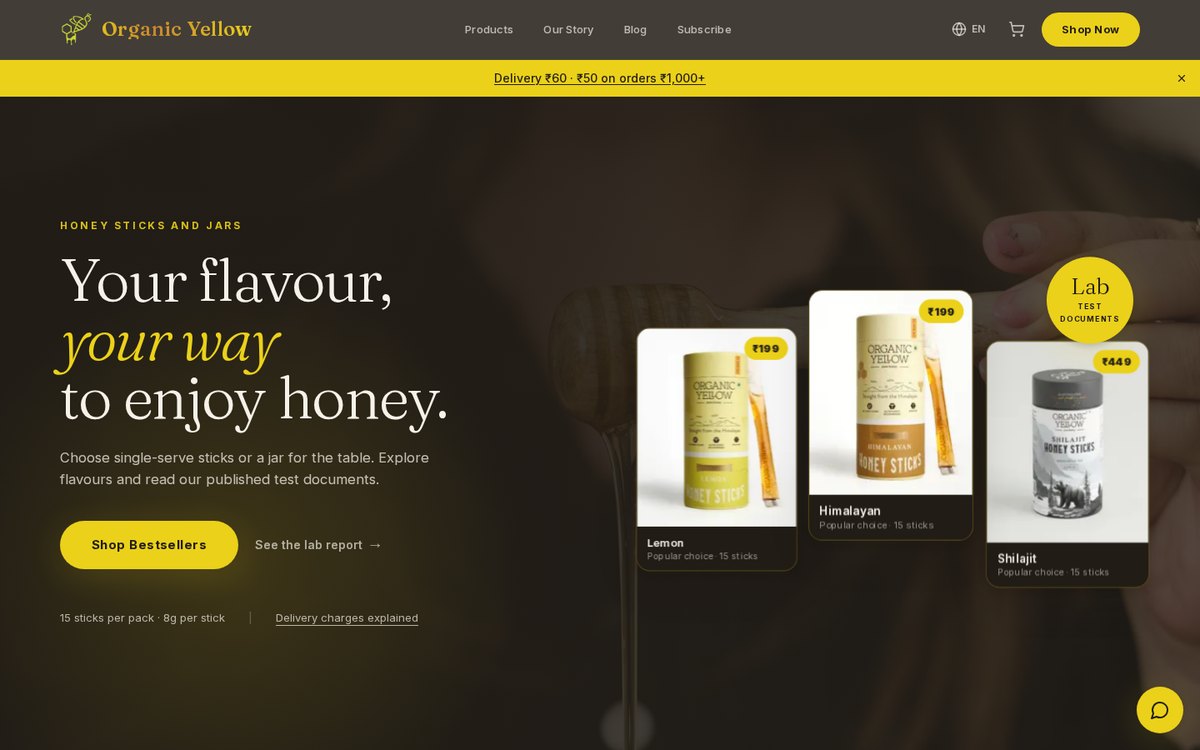 Organic Yellow
Products
Our Story
Blog
Subscribe
EN
Shop Now
Delivery ₹60 · ₹50 on orders ₹1,000+
×
HONEY STICKS AND JARS
Your flavour,
your way
to enjoy honey.
Choose single-serve sticks or a jar for the table. Explore
flavours and read our published test documents.
Shop Bestsellers
See the lab report →
15 sticks per pack · 8g per stick
Delivery charges explained
₹199
ORGANIC
YELLOW
HONEY STICKS
Lemon
Popular choice · 15 sticks
₹199
ORGANIC
YELLOW
HIMALAYAN
HONEY STICKS
Himalayan
Popular choice · 15 sticks
Lab
TEST
DOCUMENTS
₹449
ORGANIC
YELLOW
SHILAJIT
HONEY STICKS
Shilajit
Popular choice · 15 sticks